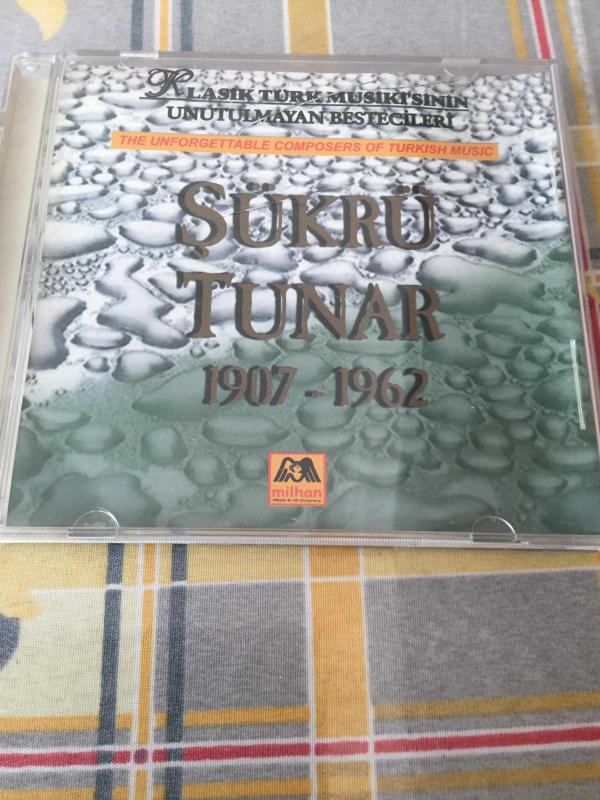 KLASİK TÜRK MUSİKİ'SİNİN
UNUTULMAYAN BESTECİLERİ
THE UNFORGETTABLE COMPOSERS OF TURKISH MUSIC
ŞÜKRÜ
TUNAR
1907 - 1962
milhan